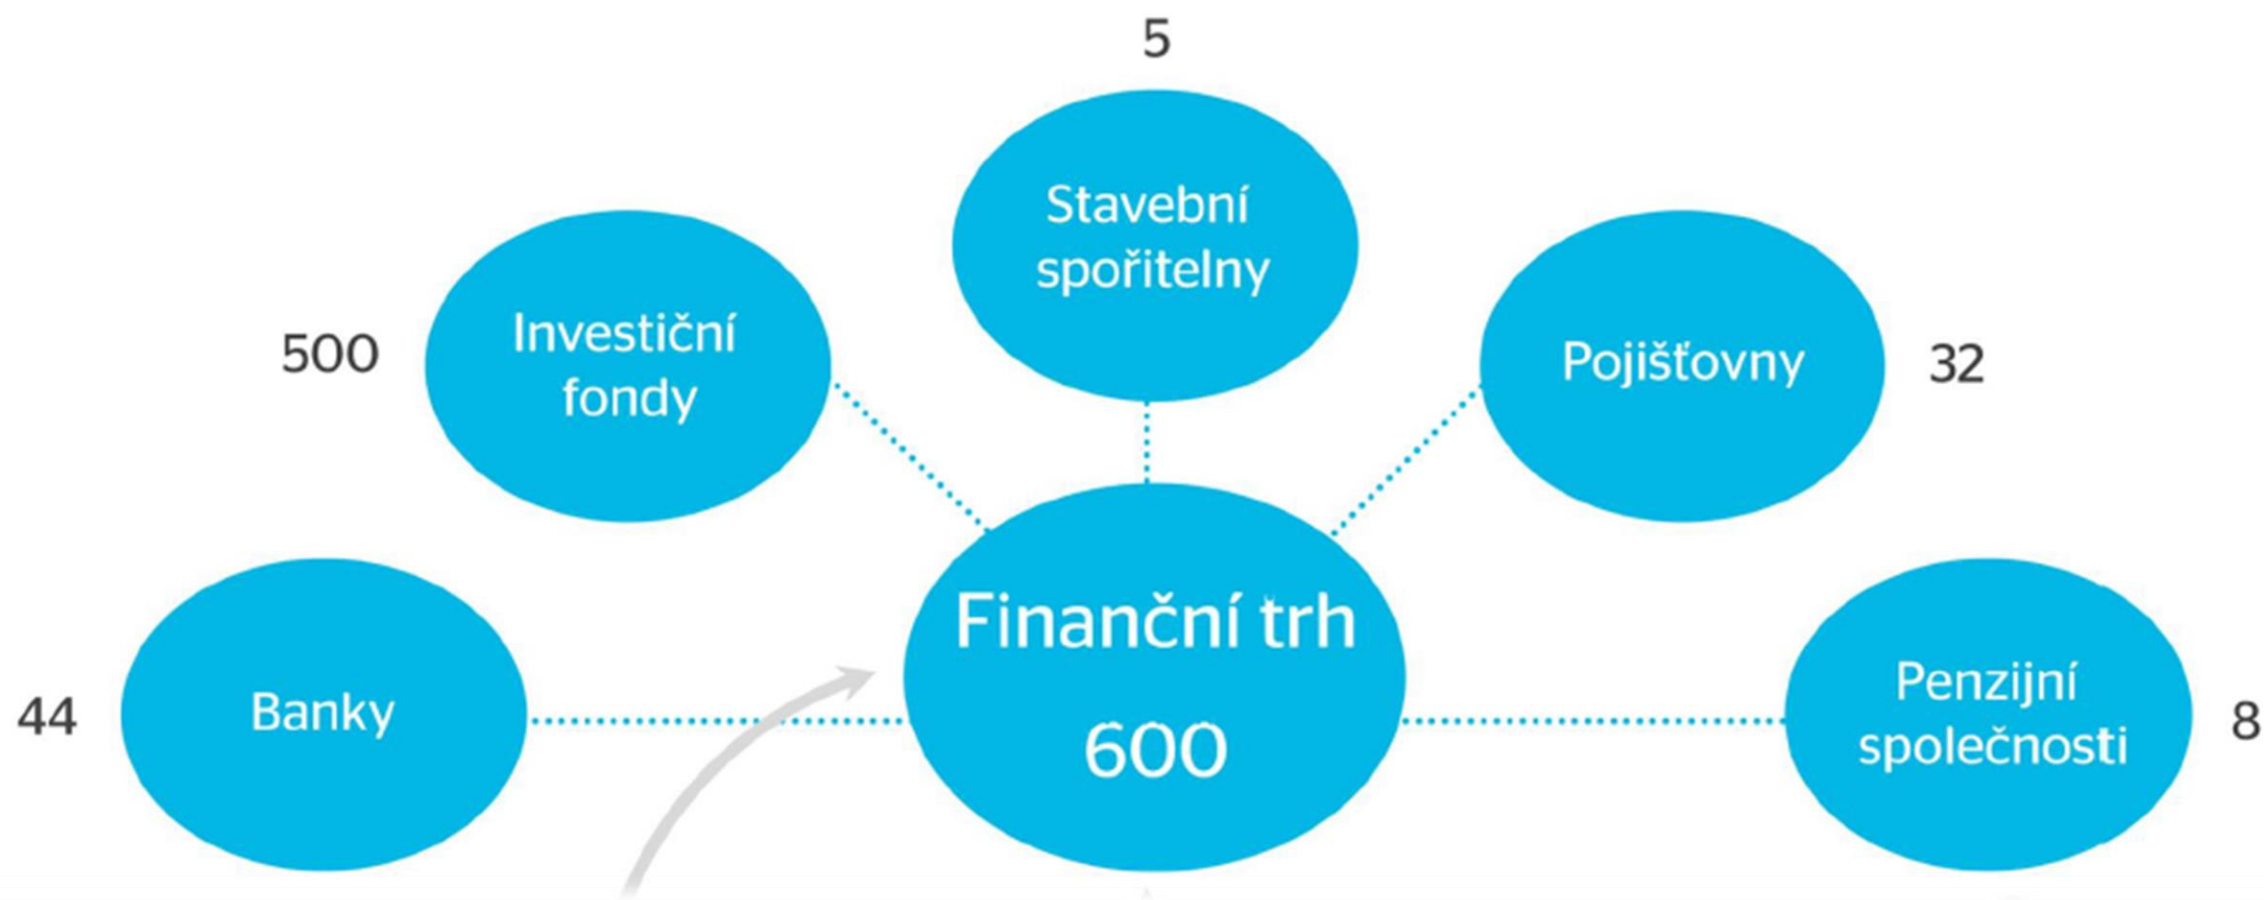 5
Stavební
spořitelny
500
Investiční
fondy
Pojišťovny
32
44
Banky
Finanční trh
600
Penzijní
společnosti
8